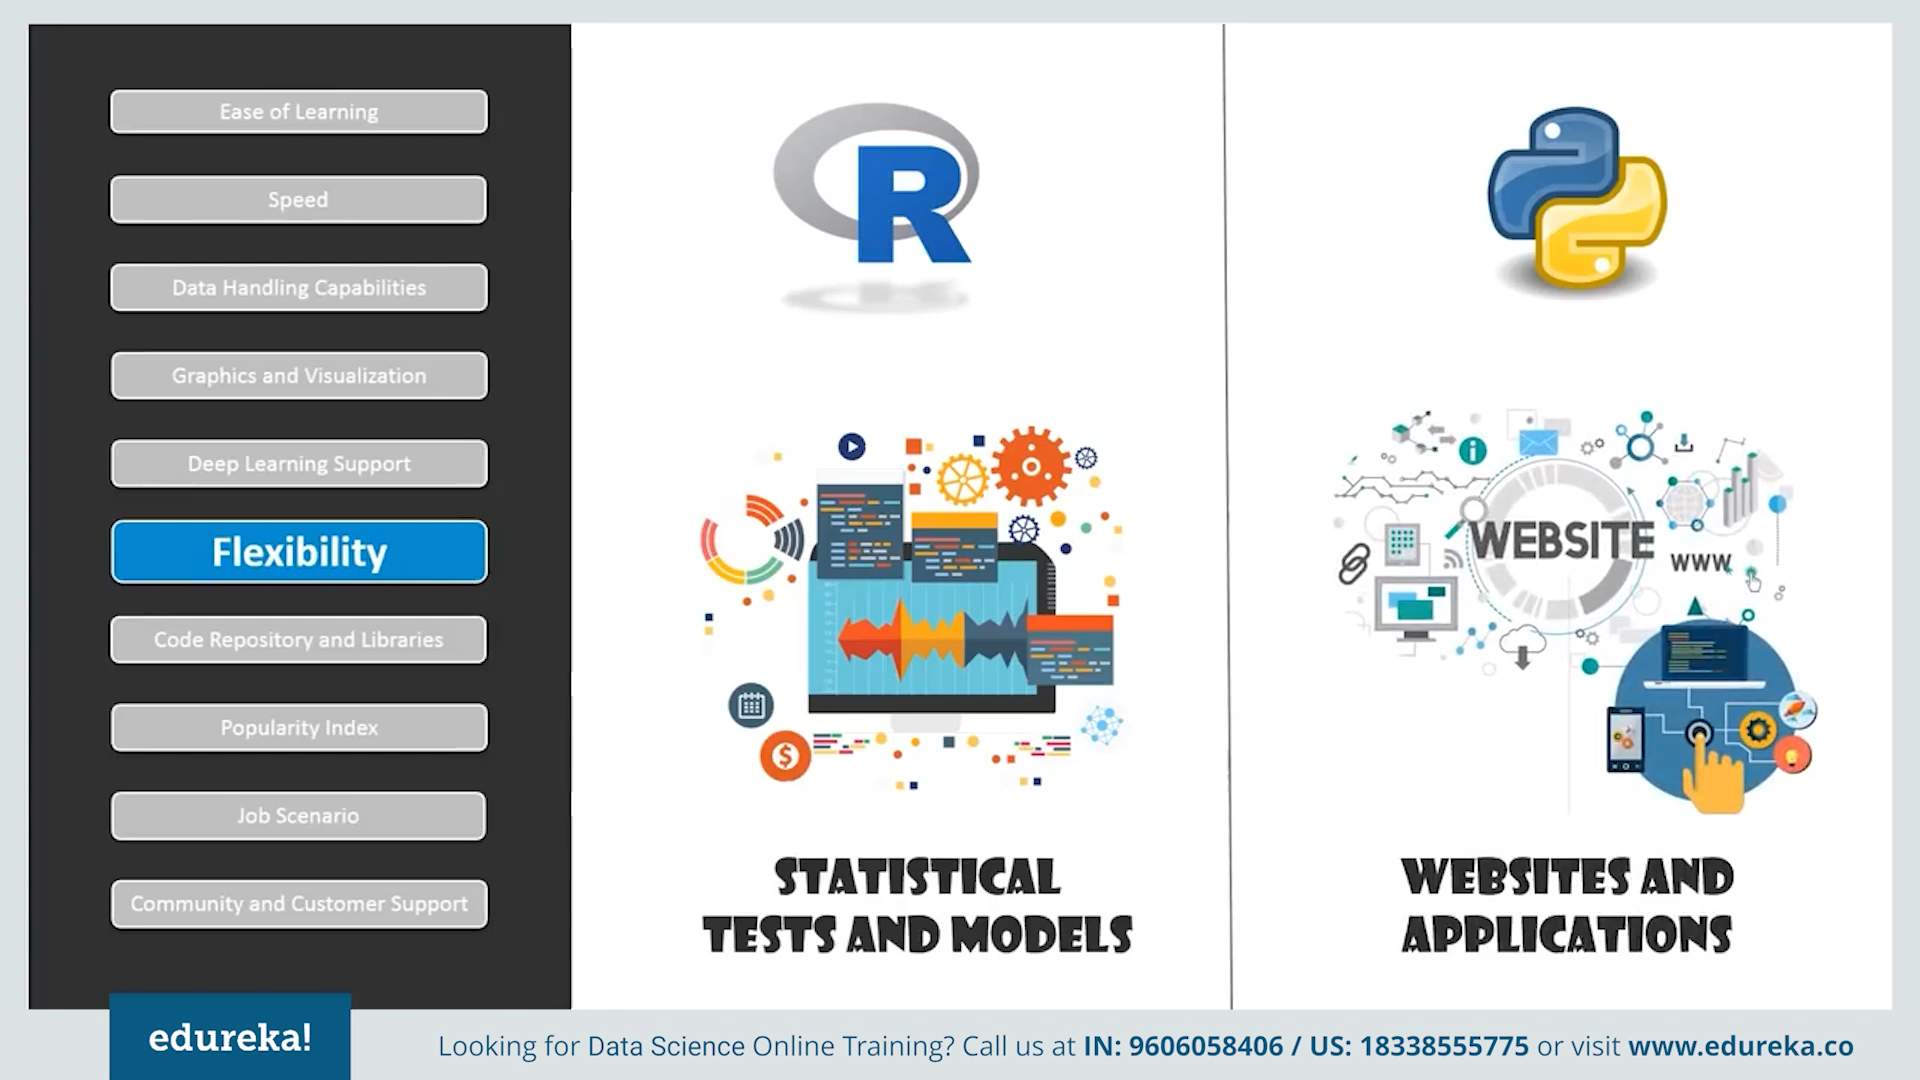 Ease of Learning
Speed
Data Handling Capabilities
Graphics and Visualization
Deep Learning Support
Flexibility
Code Repository and Libraries
Popularity Index
Job Scenario
Community and Customer Support
R
WEBSITE
WWW
STATISTICAL
TESTS AND MODELS
WEBSITES AND
APPLICATIONS
edureka!
Looking for Data Science Online Training? Call us at IN: 9606058406 / US: 18338555775 or visit www.edureka.co